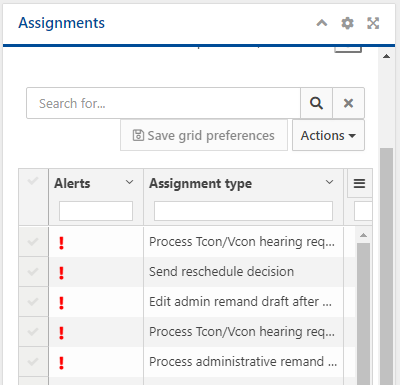 Assignments
Search for...
Save grid preferences
Actions
Alerts
Assignment type
Process Tcon/Vcon hearing req...
Send reschedule decision
Edit admin remand draft after ...
Process Tcon/Vcon hearing req...
Process administrative remand ...